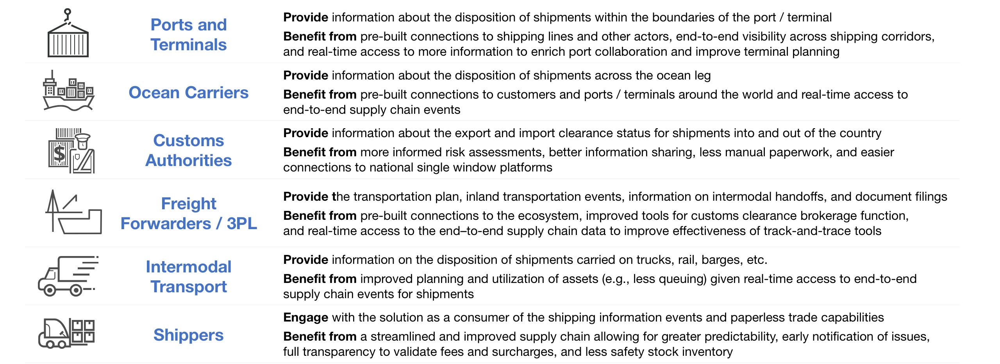 Ports and
Terminals
Provide information about the disposition of shipments within the boundaries of the port / terminal
Benefit from pre-built connections to shipping lines and other actors, end-to-end visibility across shipping corridors,
and real-time access to more information to enrich port collaboration and improve terminal planning
Ocean Carriers
Provide information about the disposition of shipments across the ocean leg
Benefit from pre-built connections to customers and ports / terminals around the world and real-time access to
end-to-end supply chain events
$
Customs
Authorities
Provide information about the export and import clearance status for shipments into and out of the country
Benefit from more informed risk assessments, better information sharing, less manual paperwork, and easier
connections to national single window platforms
Freight
Forwarders / 3PL
Provide the transportation plan, inland transportation events, information on intermodal handoffs, and document filings
Benefit from pre-built connections to the ecosystem, improved tools for customs clearance brokerage function,
and real-time access to the end–to-end supply chain data to improve effectiveness of track-and-trace tools
Intermodal
Transport
Provide information on the disposition of shipments carried on trucks, rail, barges, etc.
Benefit from improved planning and utilization of assets (e.g., less queuing) given real-time access to end-to-end
supply chain events for shipments
Shippers
Engage with the solution as a consumer of the shipping information events and paperless trade capabilities
Benefit from a streamlined and improved supply chain allowing for greater predictability, early notification of issues,
full transparency to validate fees and surcharges, and less safety stock inventory